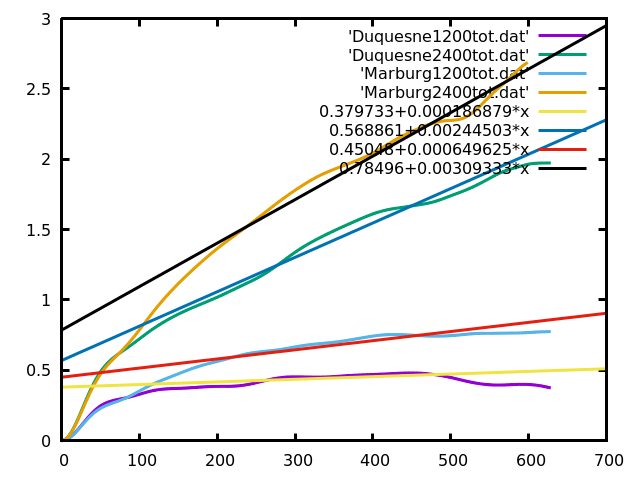 3
2.5
2
1.5
1
0.5
0
0 100 200 300 400 500 600 700
'Duquesne1200tot.dat'
'Duquesne2400tot.dat'
'Marburg1200tot.dat'
'Marburg2400tot.dat'
0.379733+0.000186879*x
0.568861+0.00244503*x
0.45048+0.000649625*x
0.78496+0.00309333*x